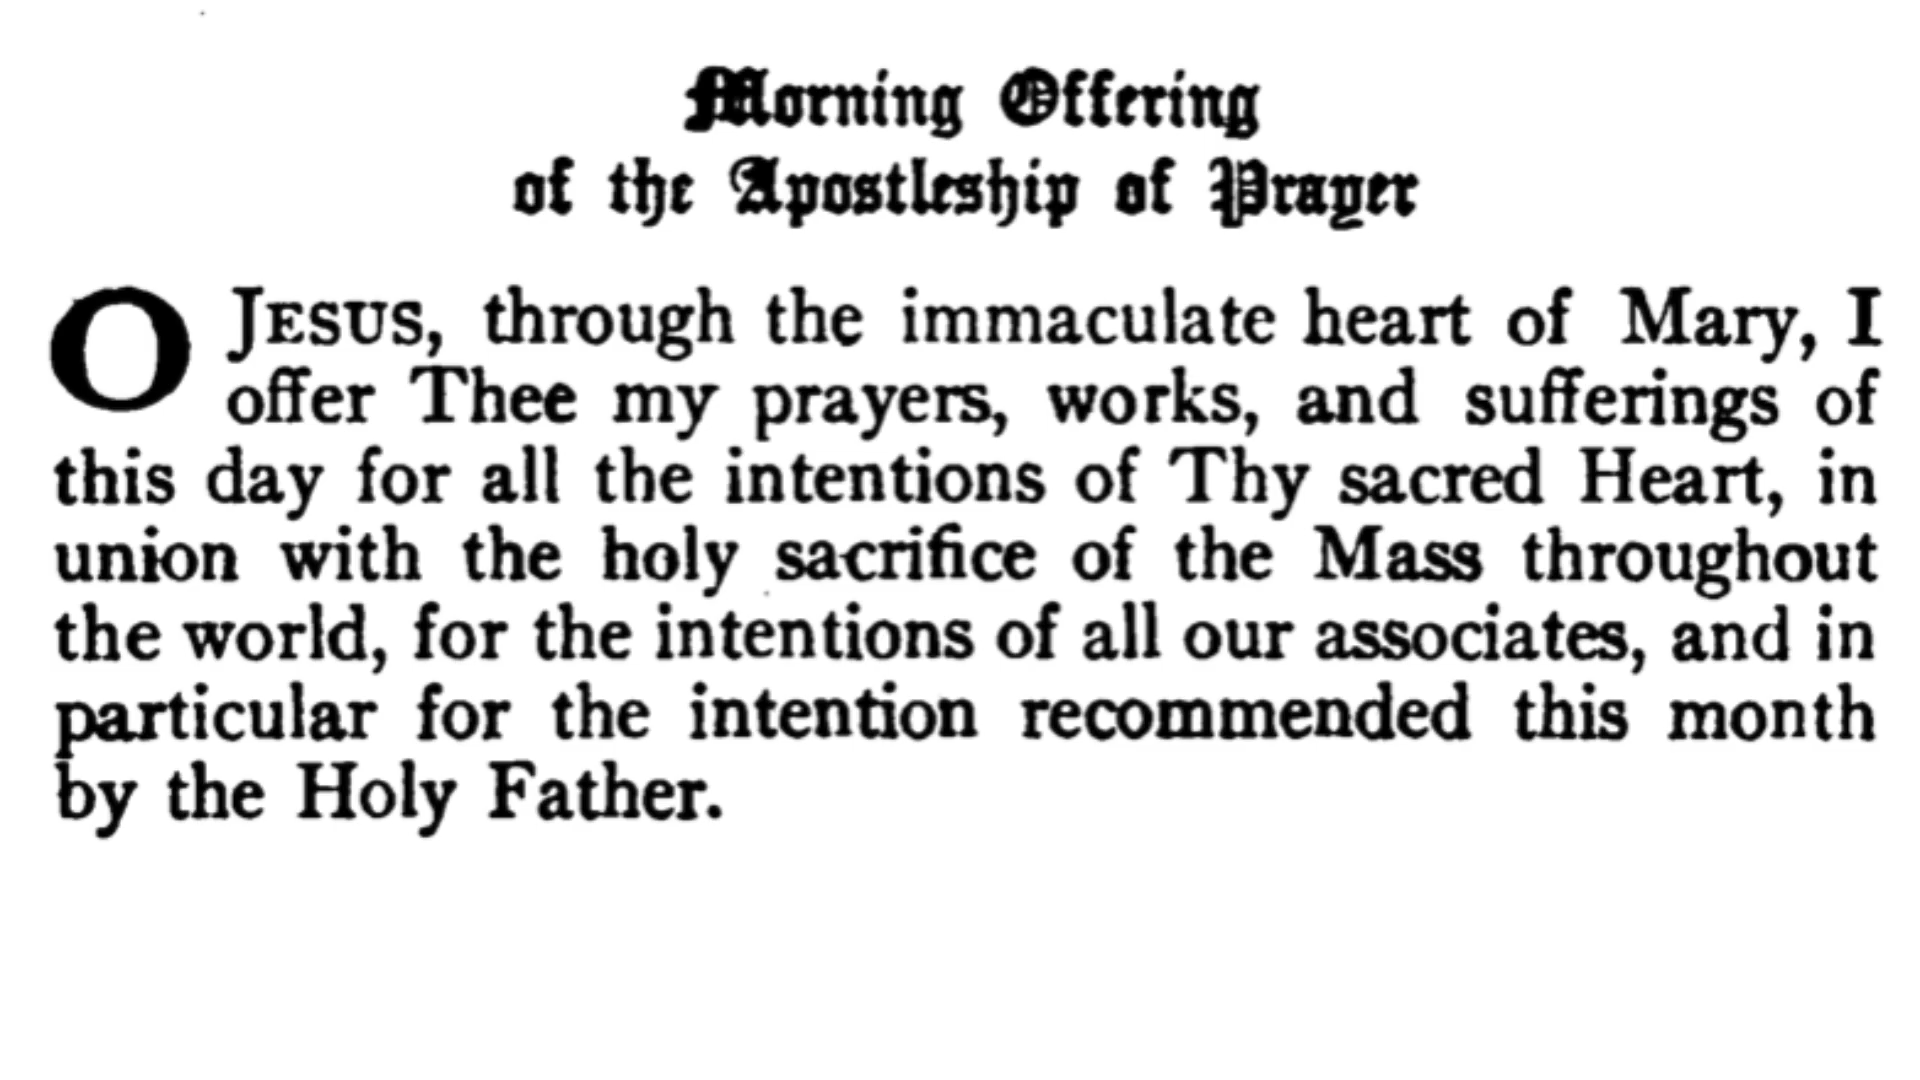 Morning Offering
of the Apostleship of Prayer
O JESUS, through the immaculate heart of Mary, I
offer Thee my prayers, works, and sufferings of
this day for all the intentions of Thy sacred Heart, in
union with the holy sacrifice of the Mass throughout
the world, for the intentions of all our associates, and in
particular for the intention recommended this month
by the Holy Father.